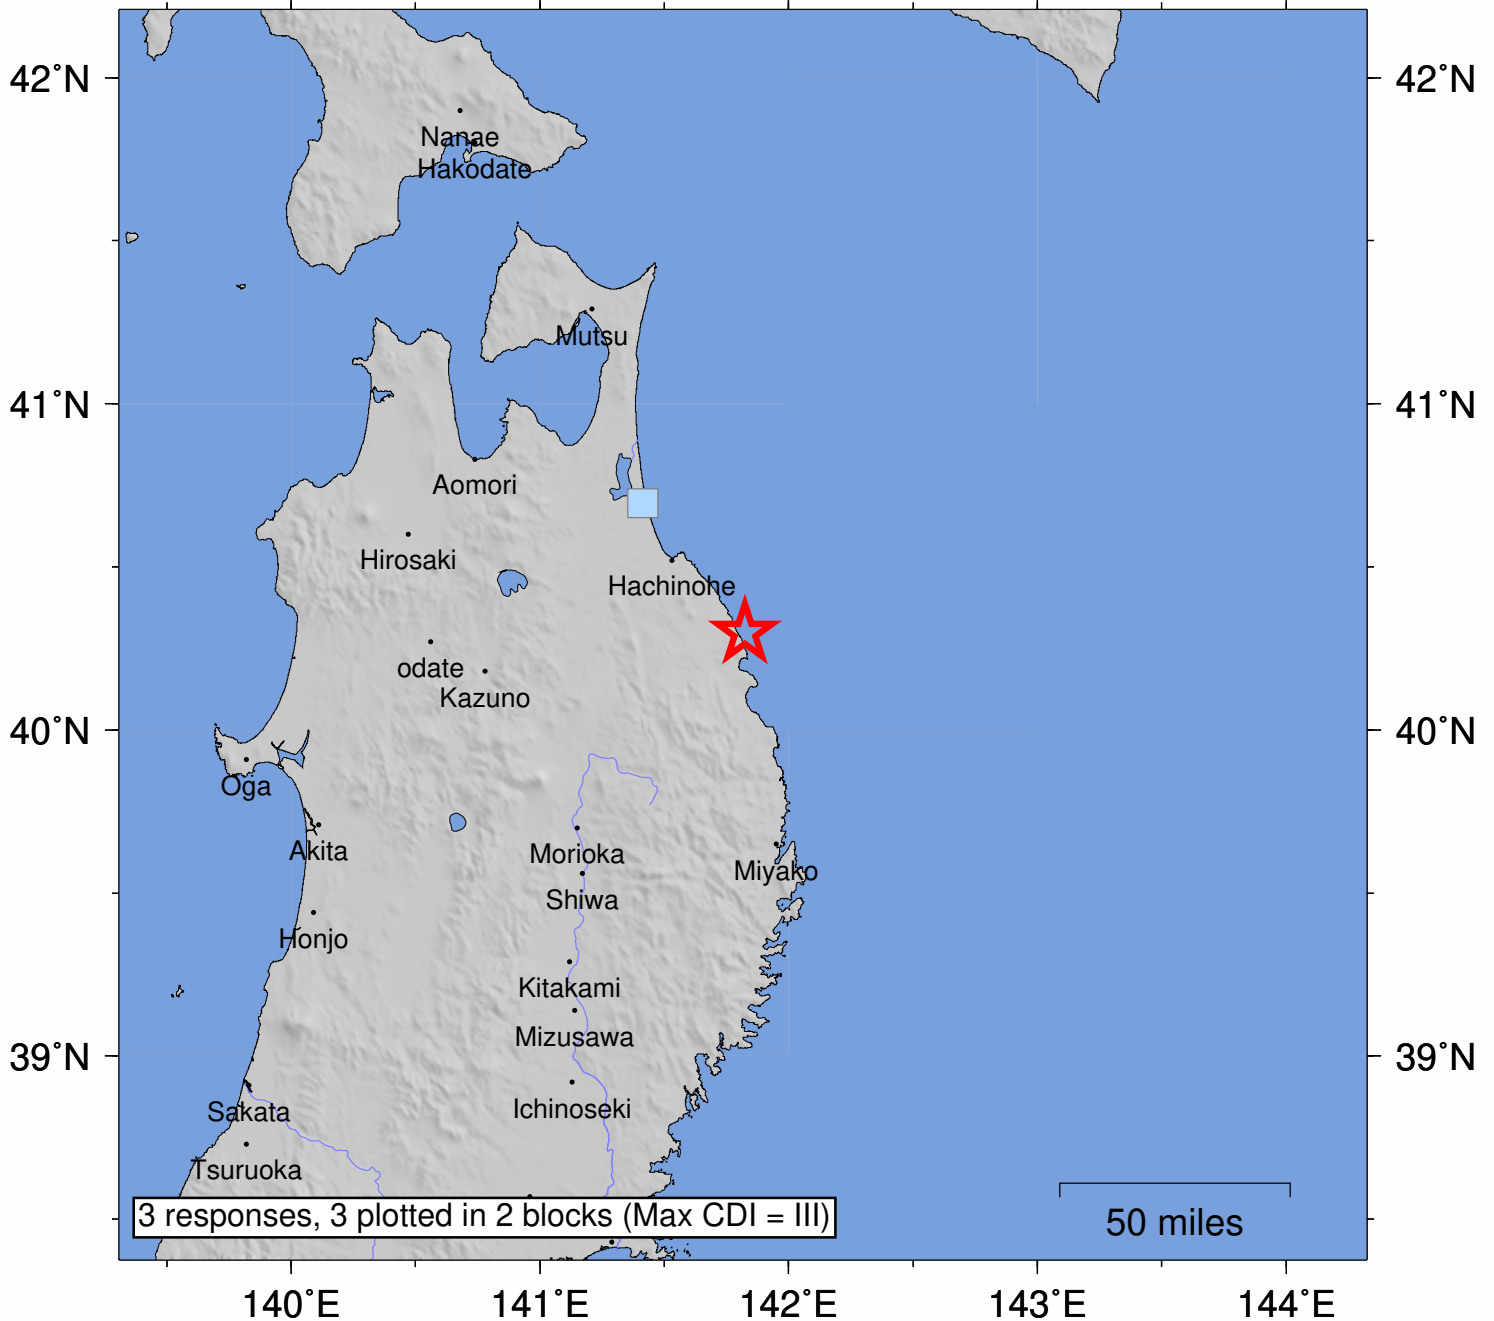 42°N
42°N
Nanae
Hakodate
Mutsu
41°N
41°N
Aomori
Hirosaki
Hachinohe
odate
Kazuno
40°N
40°N
Oga
Akita
Morioka
Miyako
Shiwa
Honjo
Kitakami
Mizusawa
39°N
39°N
Sakata
Ichinoseki
Tsuruoka
3 responses, 3 plotted in 2 blocks (Max CDI = III)
50 miles
140°E
141°E
142°E
143°E
144°E